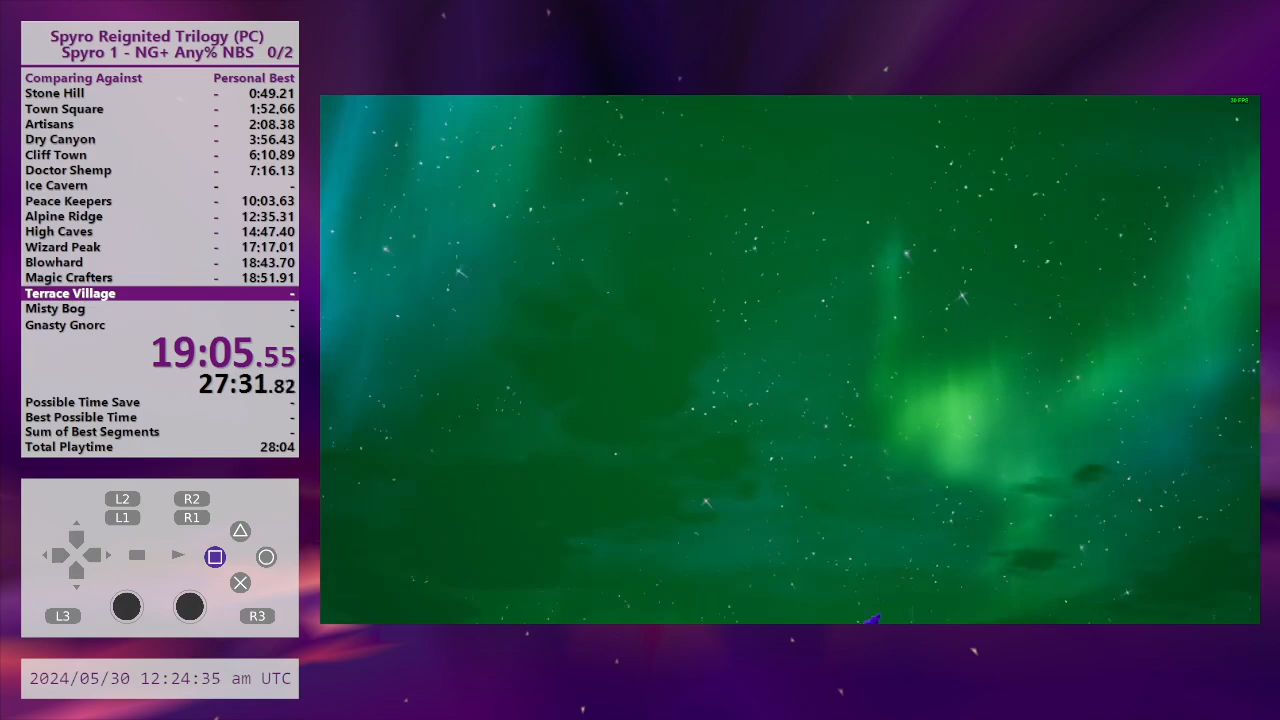 Spyro Reignited Trilogy (PC)
Spyro 1 - NG+ Any% NBS 0/2
Comparing Against Personal Best
Stone Hill - 0:49.21
Town Square - 1:52.66
Artisans - 2:08.38
Dry Canyon - 3:56.43
Cliff Town - 6:10.89
Doctor Shemp - 7:16.13
Ice Cavern - -
Peace Keepers - 10:03.63
Alpine Ridge - 12:35.31
High Caves - 14:47.40
Wizard Peak - 17:17.01
Blowhard - 18:43.70
Magic Crafters - 18:51.91
Terrace Village -
Misty Bog -
Gnasty Gnorc -
19:05.55
27:31.82
Possible Time Save -
Best Possible Time -
Sum of Best Segments -
Total Playtime 28:04
L2 R2
L1 R1
L3 R3
2024/05/30 12:24:35 am UTC
30 FPS